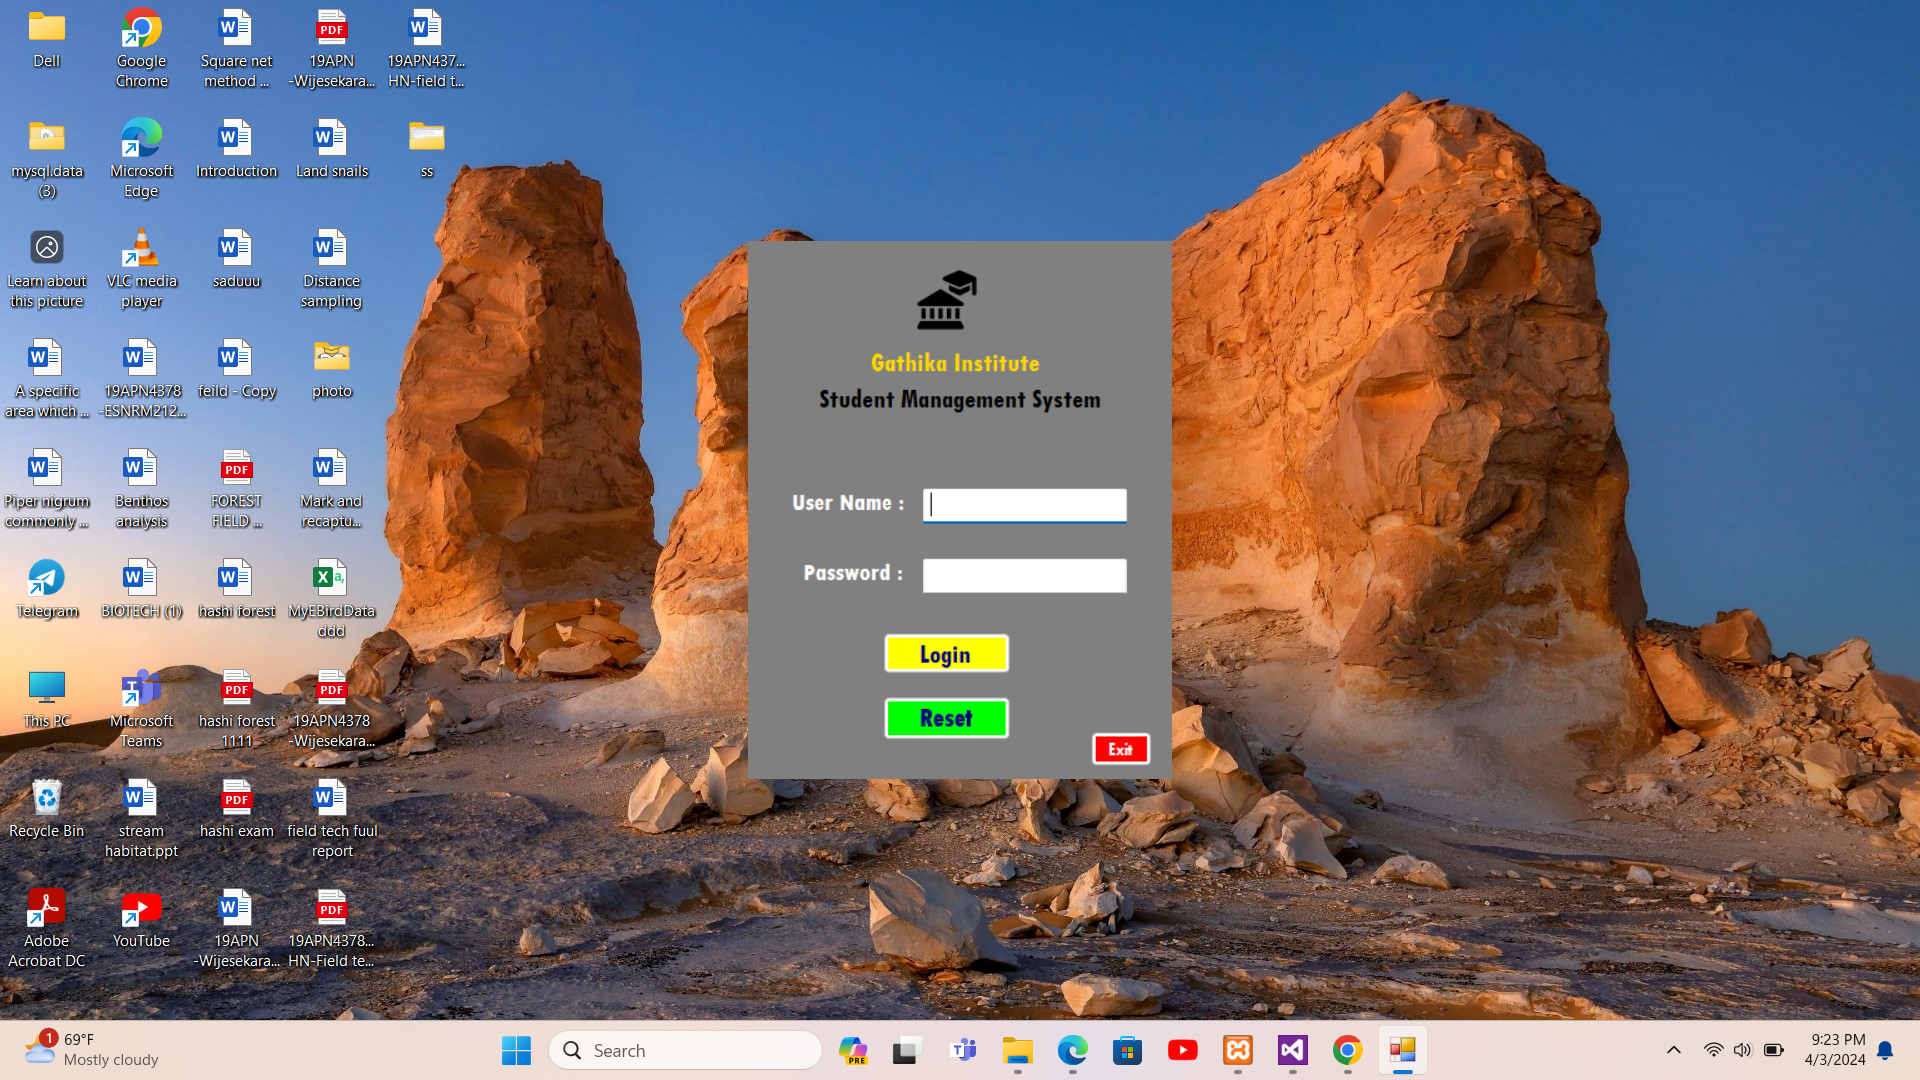 Dell
Google
Chrome
Square net
method ...
PDF
19APN
-Wijesekara...
19APN437...
HN-field t...
mysql.data
(3)
Microsoft
Edge
Introduction
Land snails
ss
Learn about
this picture
VLC media
player
saduuu
Distance
sampling
A specific
area which ...
19APN4378
-ESNRM212...
feild - Copy
photo
Piper nigrum
commonly ...
Benthos
analysis
PDF
FOREST
FIELD ...
Mark and
recaptu...
Telegram
BIOTECH (1)
hashi forest
MyEBirdData
ddd
This PC
Microsoft
Teams
PDF
hashi forest
1111
PDF
19APN4378
-Wijesekara...
Recycle Bin
stream
habitat.ppt
PDF
hashi exam
field tech fuul
report
Adobe
Acrobat DC
YouTube
19APN
-Wijesekara...
PDF
19APN4378...
HN-Field te...
Gathika Institute
Student Management System
User Name :
Password :
Login
Reset
Exit
1
69°F
Mostly cloudy
Search
PRE
9:23 PM
4/3/2024